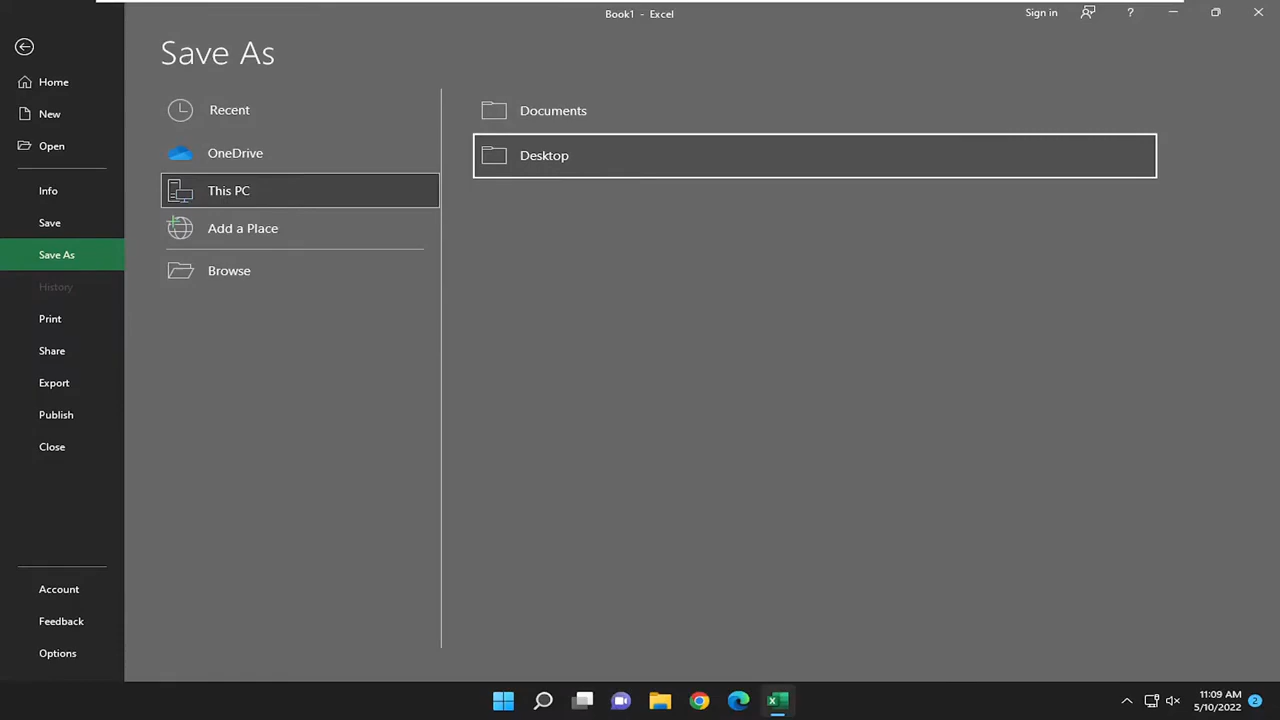 Book1 - Excel
Sign in
?
Save As
Home
New
Open
Info
Save
Save As
History
Print
Share
Export
Publish
Close
Account
Feedback
Options
Recent
OneDrive
This PC
Add a Place
Browse
Documents
Desktop
11:09 AM
5/10/2022
2